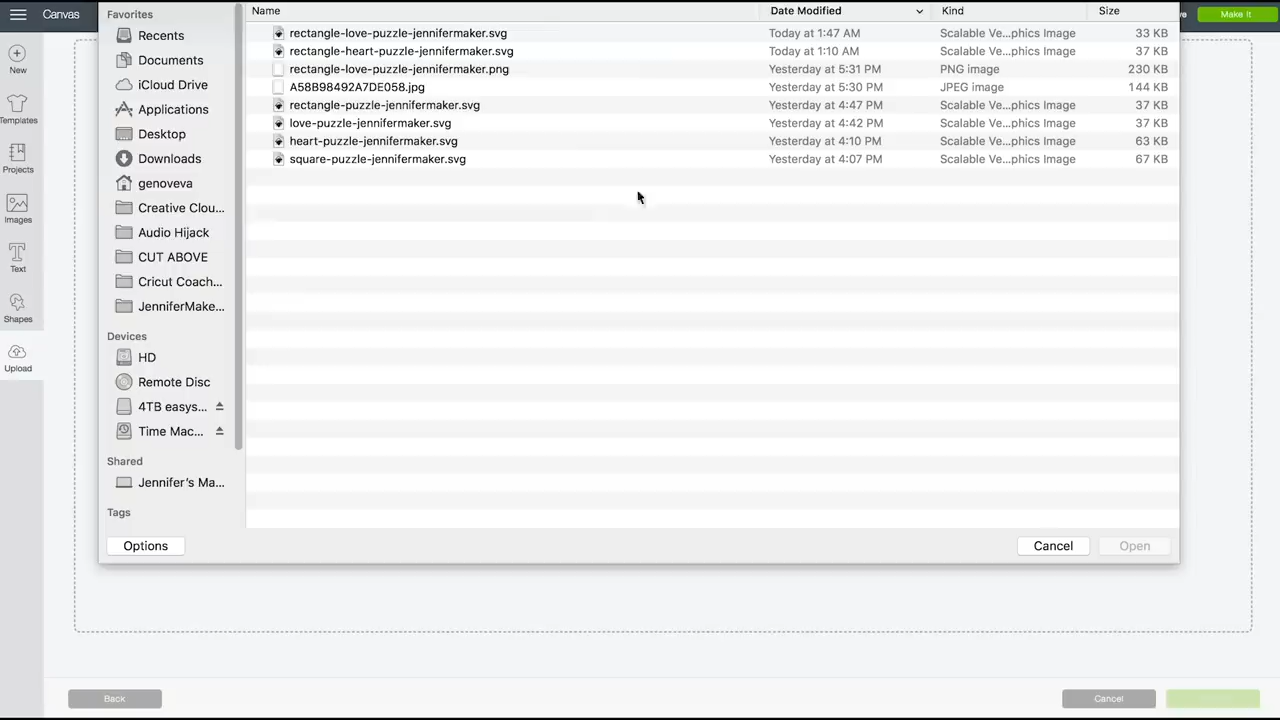 Canvas
Make It
New
Templates
Projects
Images
Text
Shapes
Upload
Favorites
Recents
Documents
iCloud Drive
Applications
Desktop
Downloads
genoveva
Creative Clou...
Audio Hijack
CUT ABOVE
Cricut Coach...
JenniferMake...
Devices
HD
Remote Disc
4TB easys...
Time Mac...
Shared
Jennifer's Ma...
Tags
Options
Name Date Modified Kind Size
rectangle-love-puzzle-jennifermaker.svg Today at 1:47 AM Scalable Ve...phics Image 33 KB
rectangle-heart-puzzle-jennifermaker.svg Today at 1:10 AM Scalable Ve...phics Image 37 KB
rectangle-love-puzzle-jennifermaker.png Yesterday at 5:31 PM PNG image 230 KB
A58B98492A7DE058.jpg Yesterday at 5:30 PM JPEG image 144 KB
rectangle-puzzle-jennifermaker.svg Yesterday at 4:47 PM Scalable Ve...phics Image 37 KB
love-puzzle-jennifermaker.svg Yesterday at 4:42 PM Scalable Ve...phics Image 37 KB
heart-puzzle-jennifermaker.svg Yesterday at 4:10 PM Scalable Ve...phics Image 63 KB
square-puzzle-jennifermaker.svg Yesterday at 4:07 PM Scalable Ve...phics Image 67 KB
Cancel Open
Back Cancel